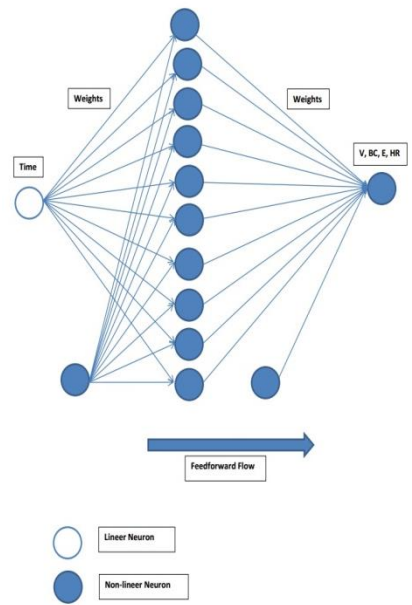 Weights
Weights
Time
V, BC, E, HR
Feedforward Flow
Lineer Neuron
Non-lineer Neuron